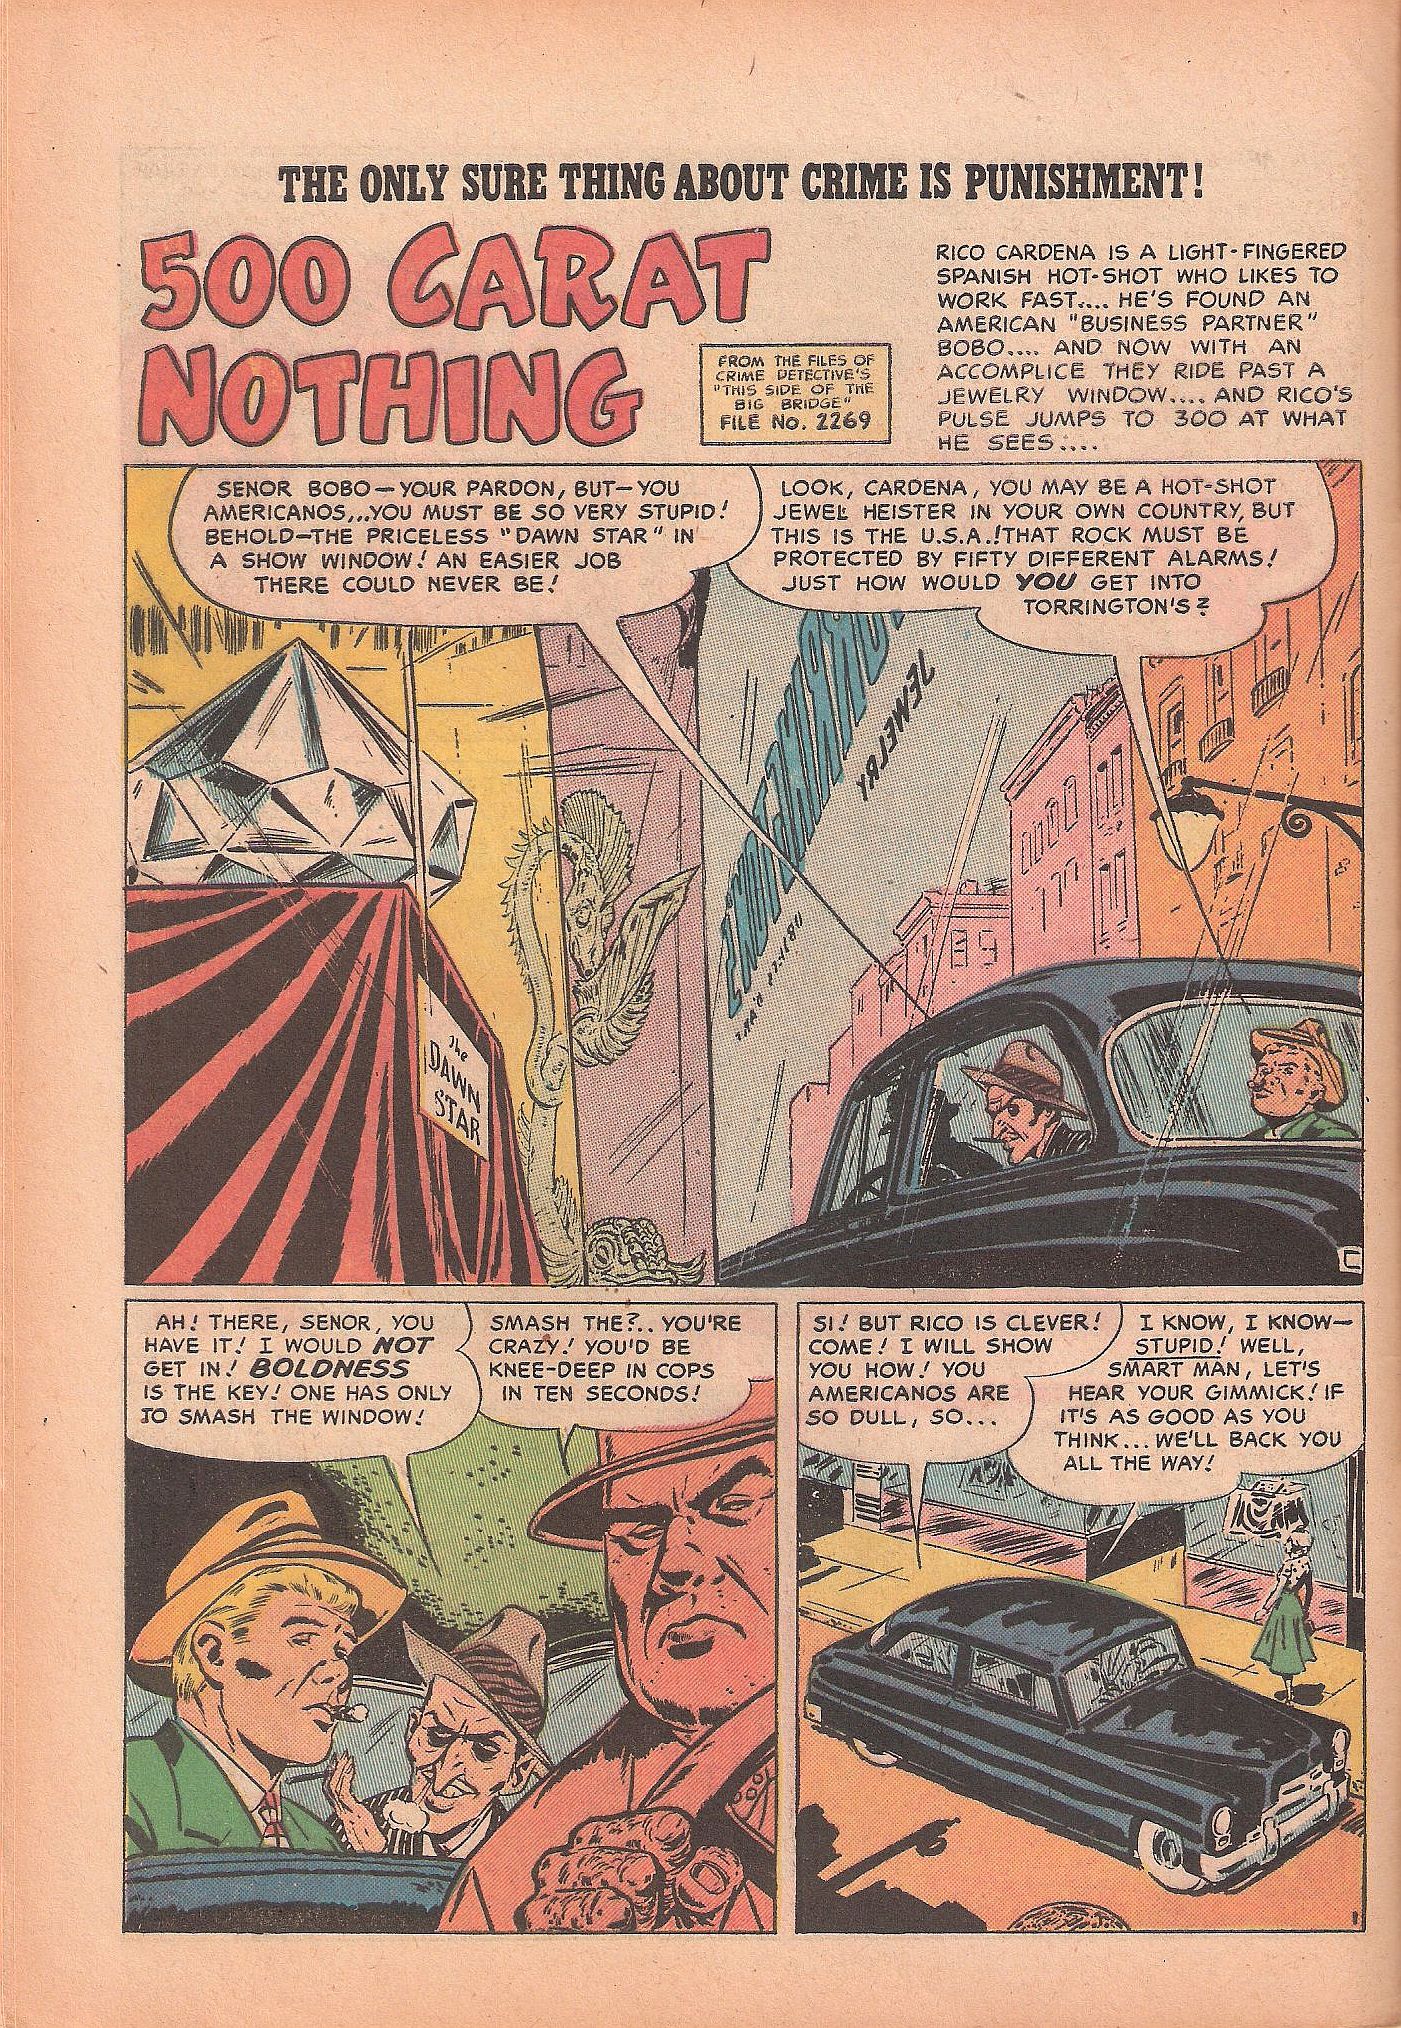 THE ONLY SURE THING ABOUT CRIME IS PUNISHMENT!
500 CARAT
NOTHING
FROM THE FILES OF
CRIME DETECTIVE'S
"THIS SIDE OF THE
BIG BRIDGE"
FILE NO. 2269
RICO CARDENA IS A LIGHT-FINGERED
SPANISH HOT-SHOT WHO LIKES TO
WORK FAST.... HE'S FOUND AN
AMERICAN "BUSINESS PARTNER"
BOBO.... AND NOW WITH AN
ACCOMPLICE THEY RIDE PAST A
JEWELRY WINDOW.... AND RICO'S
PULSE JUMPS TO 300 AT WHAT
HE SEES....
SENOR BOBO—YOUR PARDON, BUT—YOU
AMERICANOS...YOU MUST BE SO VERY STUPID!
BEHOLD—THE PRICELESS "DAWN STAR" IN
A SHOW WINDOW! AN EASIER JOB
THERE COULD NEVER BE!
LOOK, CARDENA, YOU MAY BE A HOT-SHOT
JEWEL HEISTER IN YOUR OWN COUNTRY, BUT
THIS IS THE U.S.A.! THAT ROCK MUST BE
PROTECTED BY FIFTY DIFFERENT ALARMS!
JUST HOW WOULD YOU GET INTO
TORRINGTON'S?
JEWELRY
OBJETS D'ART
The
DAWN
STAR
AH! THERE, SENOR, YOU
HAVE IT! I WOULD NOT
GET IN! BOLDNESS
IS THE KEY! ONE HAS ONLY
TO SMASH THE WINDOW!
SMASH THE?.. YOU'RE
CRAZY! YOU'D BE
KNEE-DEEP IN COPS
IN TEN SECONDS!
SI! BUT RICO IS CLEVER!
COME! I WILL SHOW
YOU HOW! YOU
AMERICANOS ARE
SO DULL, SO...
I KNOW, I KNOW—
STUPID! WELL,
SMART MAN, LET'S
HEAR YOUR GIMMICK! IF
IT'S AS GOOD AS YOU
THINK... WE'LL BACK YOU
ALL THE WAY!